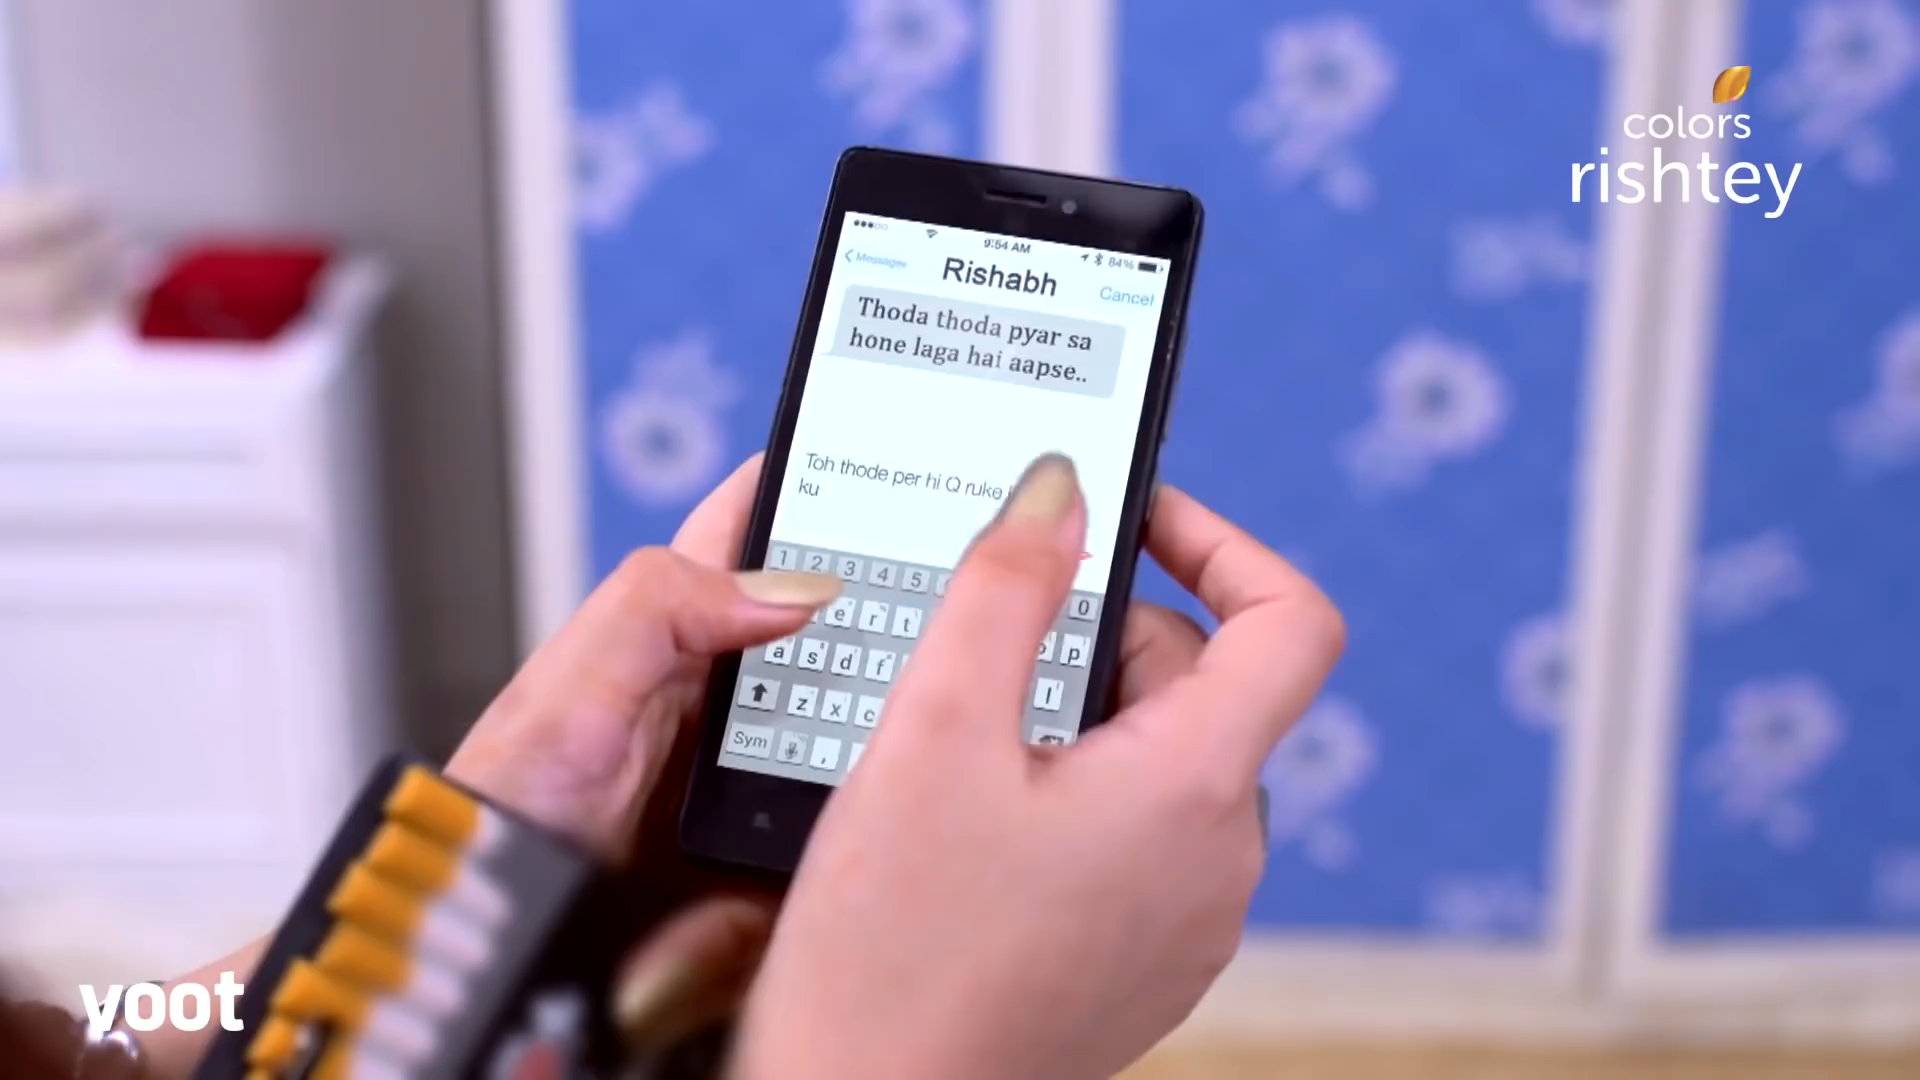 colors
rishtey
9:54 AM
84%
Messages
Rishabh
Cancel
Thoda thoda pyar sa
hone laga hai aapse..
Toh thode per hi Q ruke
ku
1 2 3 4 5
0
e r t
p
a s d f
l
z x c
Sym ,
voot